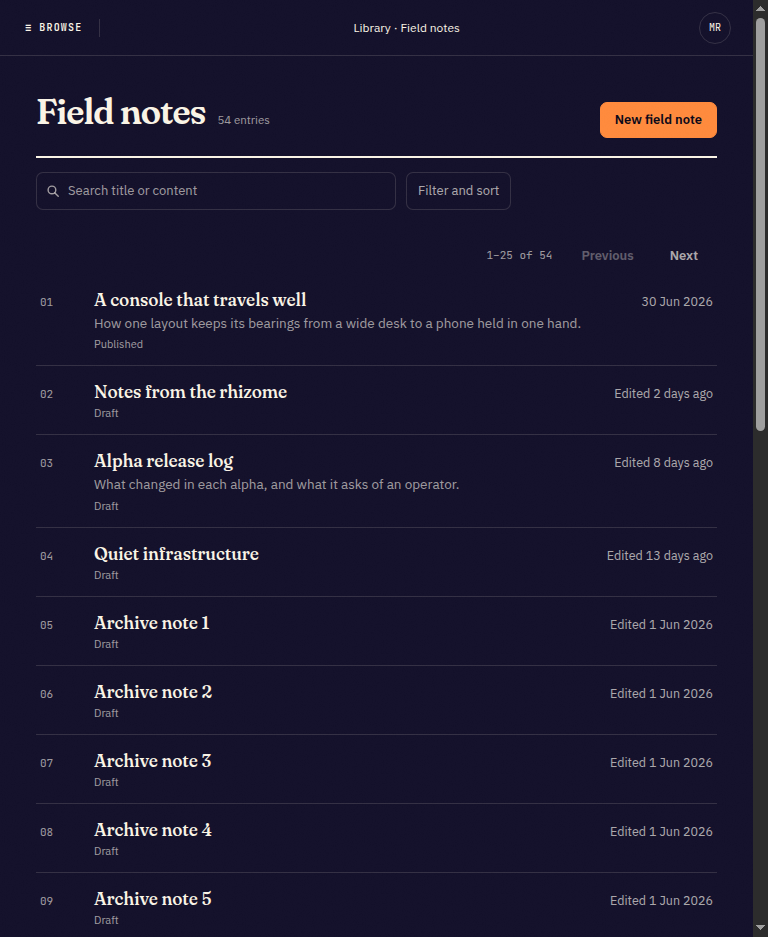 ≡ BROWSE
Library · Field notes
MR
Field notes
54 entries
New field note
Search title or content
Filter and sort
1–25 of 54
Previous
Next
01
A console that travels well
30 Jun 2026
How one layout keeps its bearings from a wide desk to a phone held in one hand.
Published
02
Notes from the rhizome
Edited 2 days ago
Draft
03
Alpha release log
Edited 8 days ago
What changed in each alpha, and what it asks of an operator.
Draft
04
Quiet infrastructure
Edited 13 days ago
Draft
05
Archive note 1
Edited 1 Jun 2026
Draft
06
Archive note 2
Edited 1 Jun 2026
Draft
07
Archive note 3
Edited 1 Jun 2026
Draft
08
Archive note 4
Edited 1 Jun 2026
Draft
09
Archive note 5
Edited 1 Jun 2026
Draft